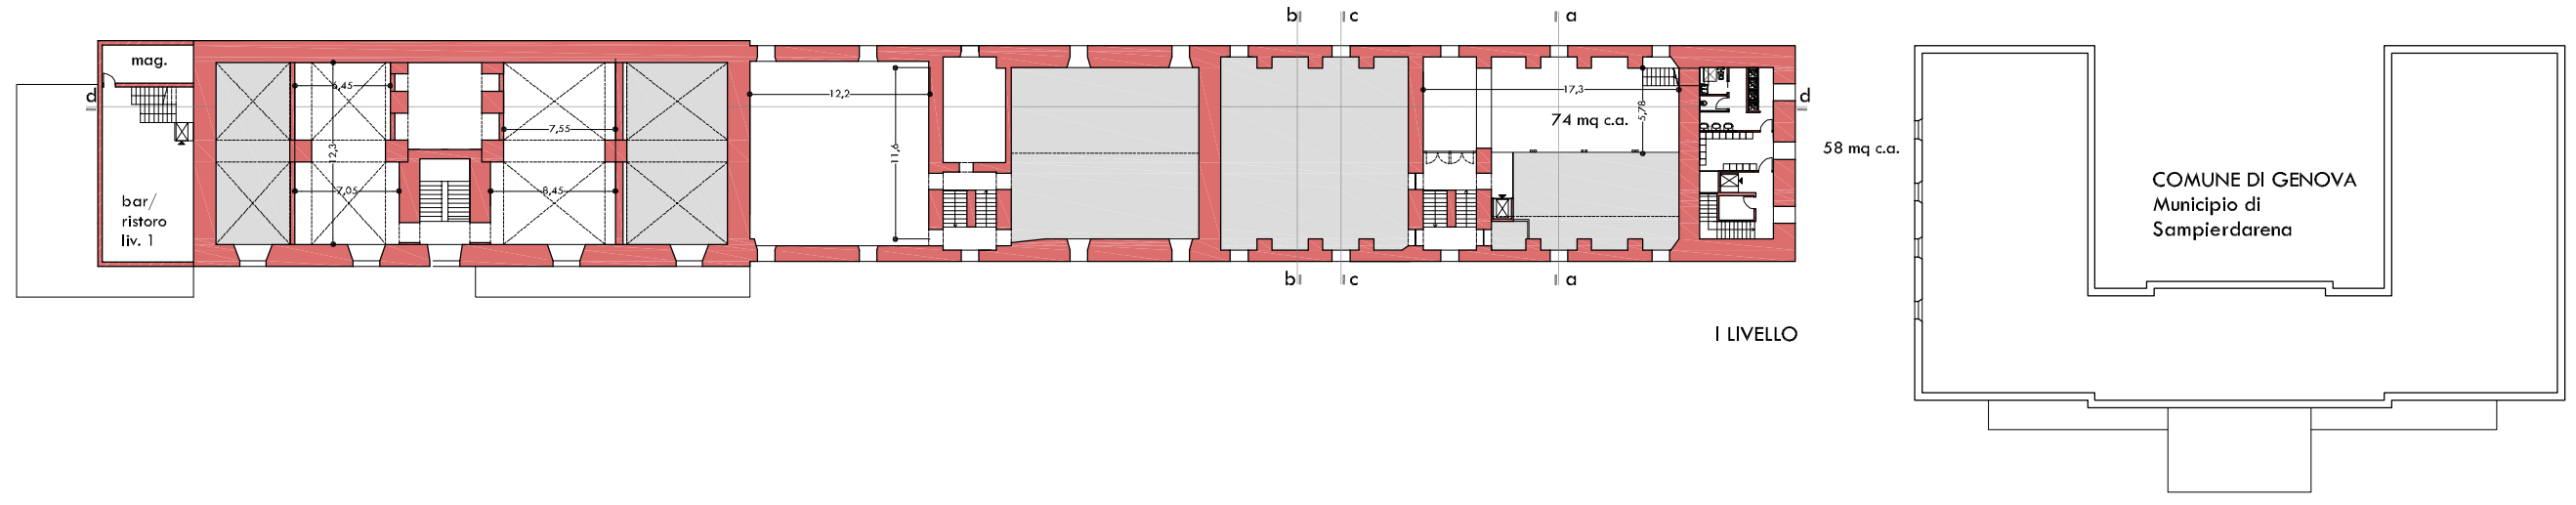 b
c
a
mag.
6,45
d
12,2
17,3
d
5,78
7,55
74 mq c.a.
12,3
11,6
58 mq c.a.
7,05
8,45
COMUNE DI GENOVA
Municipio di
Sampierdarena
bar/
ristoro
liv. 1
b
c
a
I LIVELLO